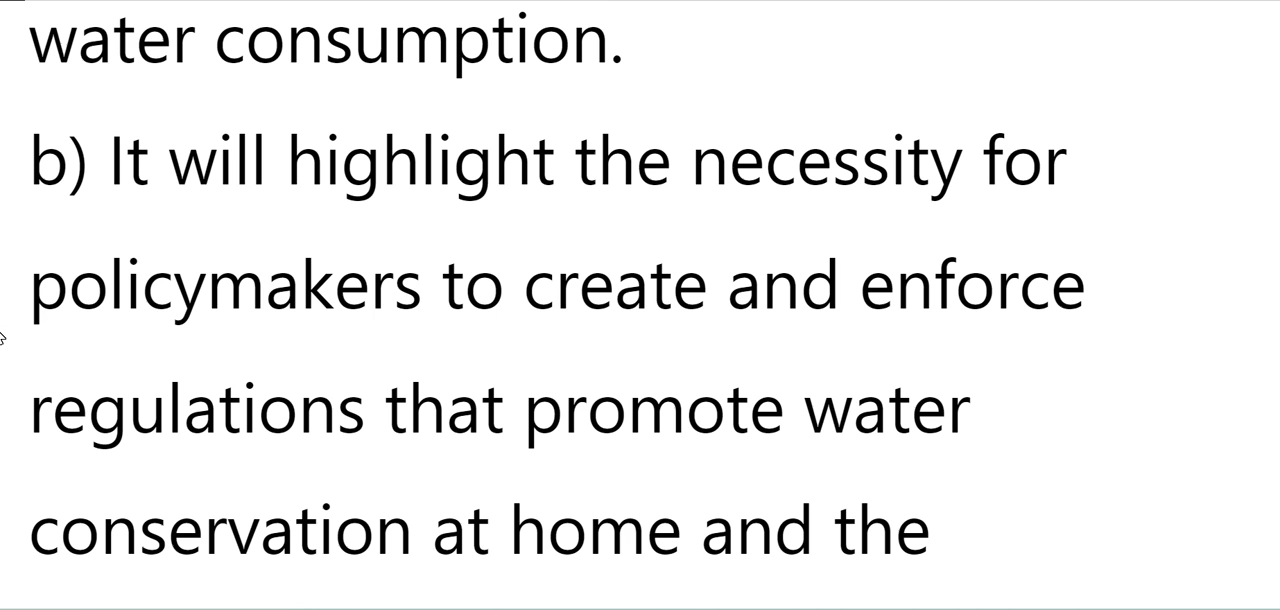 water consumption.
b) It will highlight the necessity for
policymakers to create and enforce
regulations that promote water
conservation at home and the